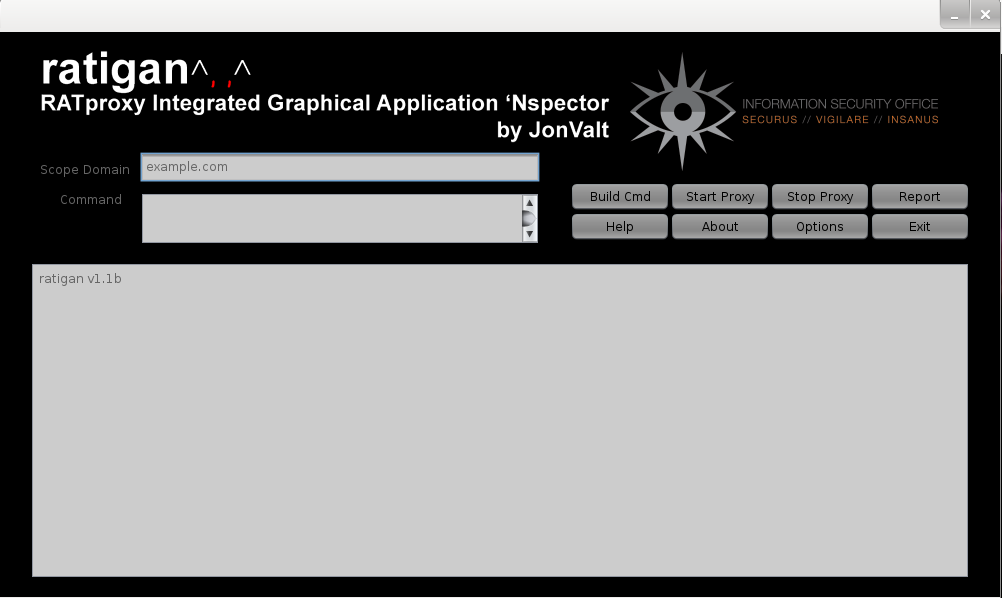 ratigan^, ,^
RATproxy Integrated Graphical Application ‘Nspector
by JonValt
INFORMATION SECURITY OFFICE
SECURUS // VIGILARE // INSANUS
Scope Domain
example.com
Command
Build Cmd
Start Proxy
Stop Proxy
Report
Help
About
Options
Exit
ratigan v1.1b